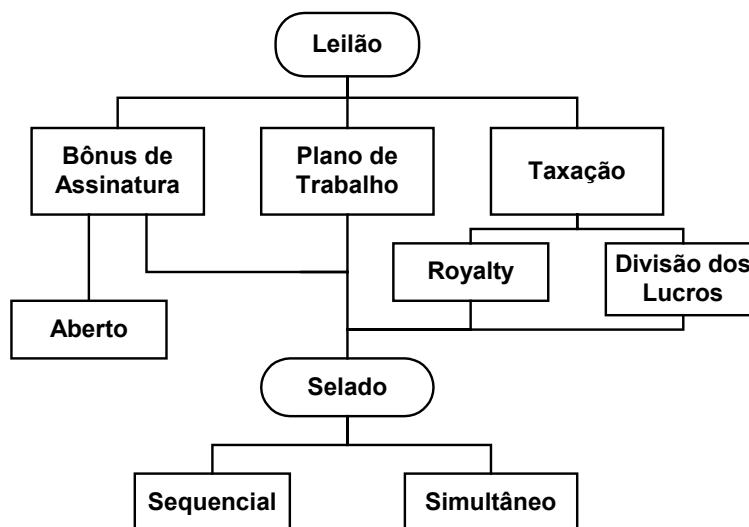 Leilão
Bônus de
Assinatura
Plano de
Trabalho
Taxação
Royalty
Divisão dos
Lucros
Aberto
Selado
Sequencial
Simultâneo